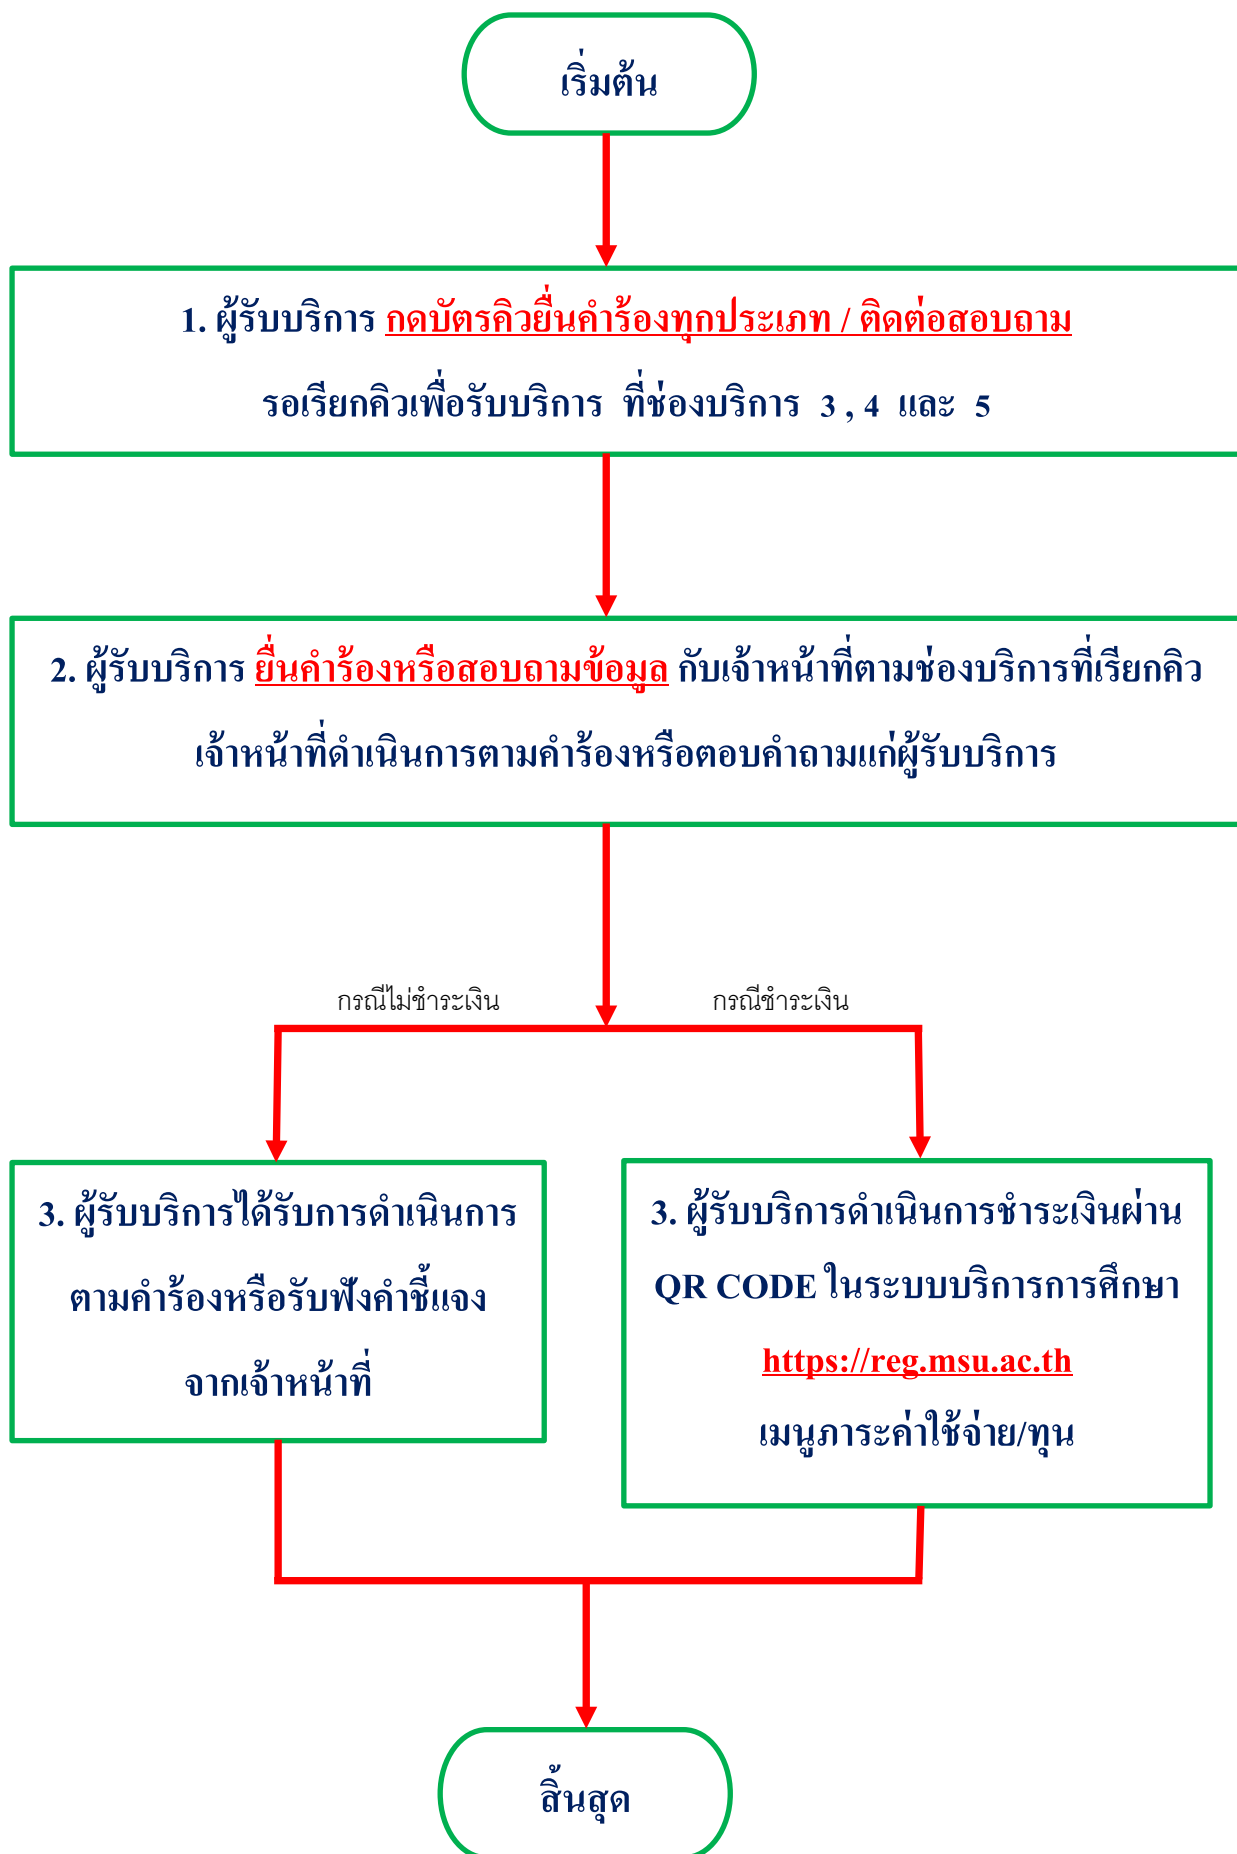 เริ่มต้น
1. ผู้รับบริการ กดบัตรคิวยื่นคำร้องทุกประเภท / ติดต่อสอบถาม
รอเรียกคิวเพื่อรับบริการ ที่ช่องบริการ 3 , 4 และ 5
2. ผู้รับบริการ ยื่นคำร้องหรือสอบถามข้อมูล กับเจ้าหน้าที่ตามช่องบริการที่เรียกคิว
เจ้าหน้าที่ดำเนินการตามคำร้องหรือตอบคำถามแก่ผู้รับบริการ
กรณีไม่ชำระเงิน
กรณีชำระเงิน
3. ผู้รับบริการได้รับการดำเนินการ
ตามคำร้องหรือรับฟังคำชี้แจง
จากเจ้าหน้าที่
3. ผู้รับบริการดำเนินการชำระเงินผ่าน
QR CODE ในระบบบริการการศึกษา
https://reg.msu.ac.th
เมนูภาระค่าใช้จ่าย/ทุน
สิ้นสุด